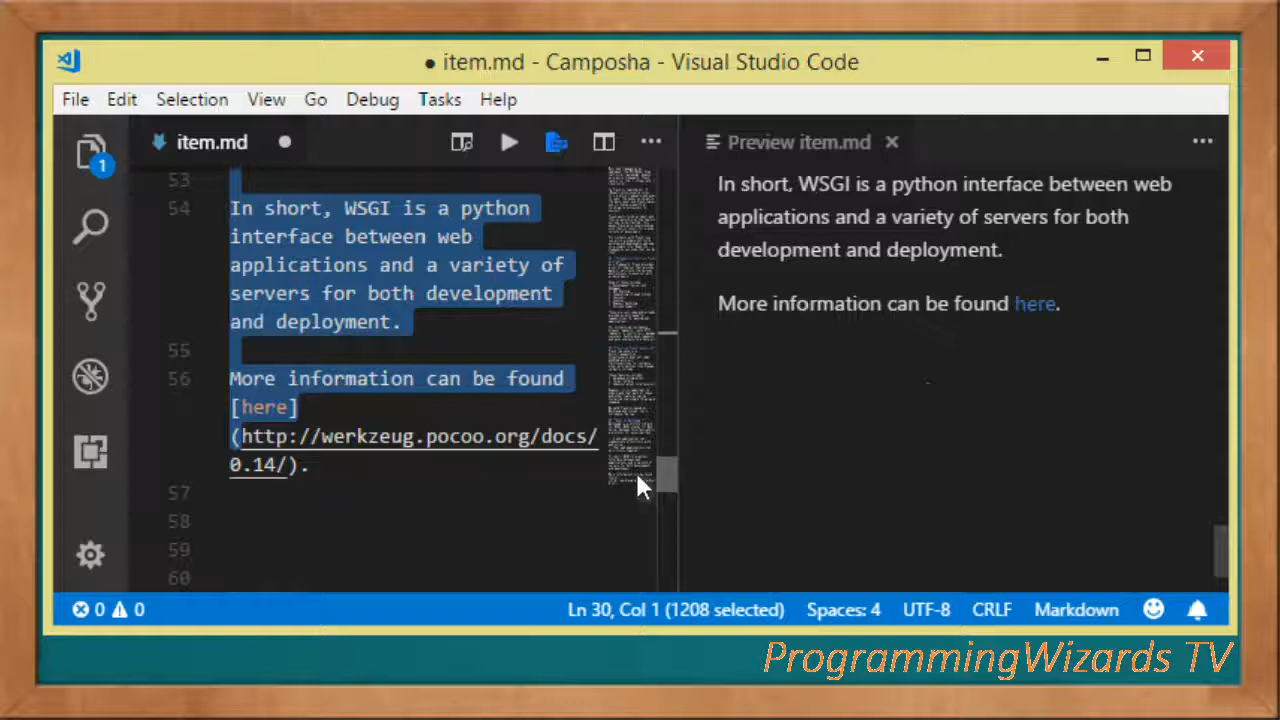 ● item.md - Camposha - Visual Studio Code
File Edit Selection View Go Debug Tasks Help
1
item.md
53
54 In short, WSGI is a python
interface between web
applications and a variety of
servers for both development
and deployment.
55
56 More information can be found
[here]
(http://werkzeug.pocoo.org/docs/
0.14/).
57
58
59
60
Preview item.md
In short, WSGI is a python interface between web
applications and a variety of servers for both
development and deployment.
More information can be found here.
0 0 Ln 30, Col 1 (1208 selected) Spaces: 4 UTF-8 CRLF Markdown
ProgrammingWizards TV